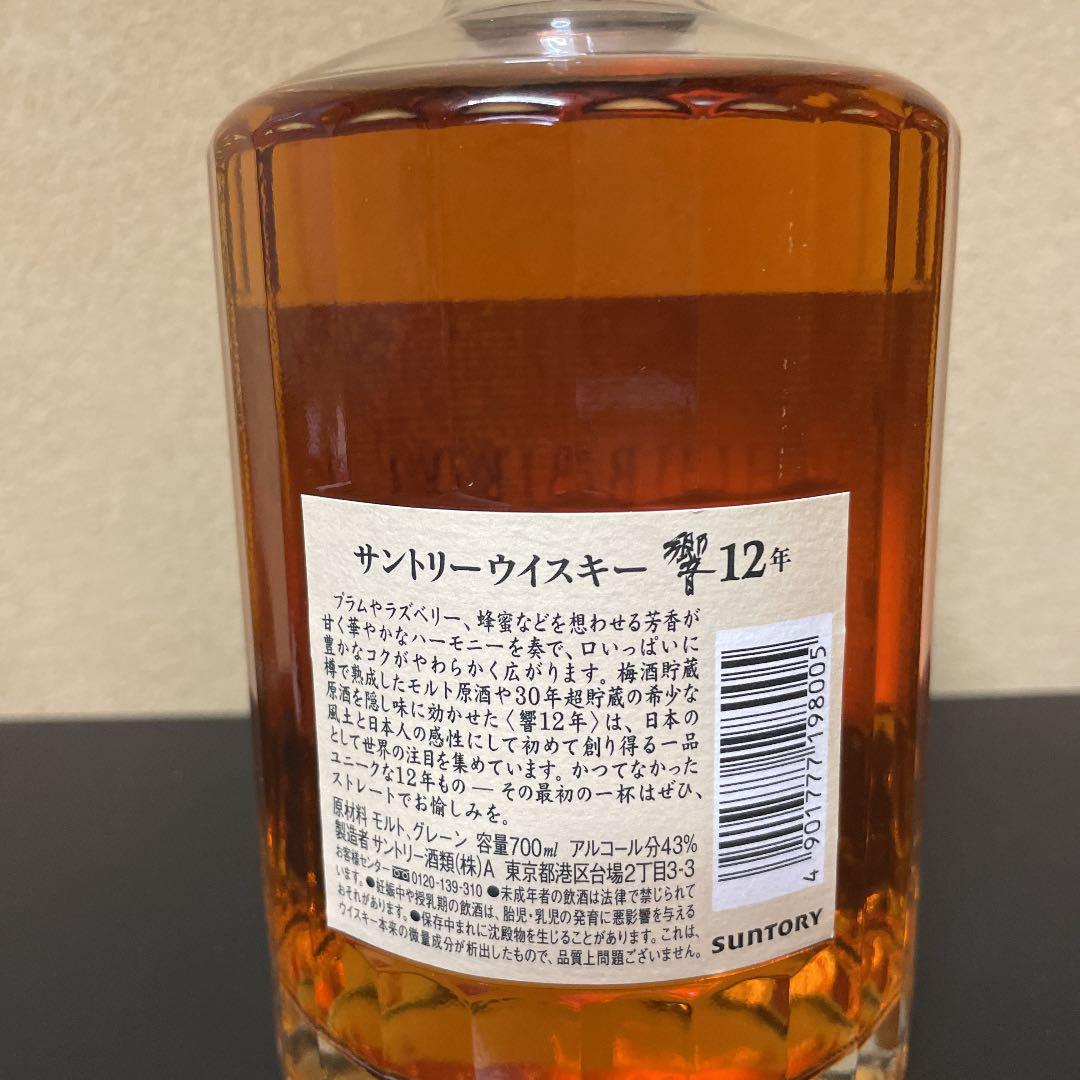 サントリーウイスキー 響12年
プラムやラズベリー、蜂蜜などを想わせる芳香が
甘く華やかなハーモニーを奏で、口いっぱいに
豊かなコクがやわらかく広がります。梅酒貯蔵
樽で熟成したモルト原酒や30年超貯蔵の希少な
原酒を隠し味に効かせた〈響12年〉は、日本の
風土と日本人の感性にして初めて創り得る一品
として世界の注目を集めています。かつてなかった
ユニークな12年もの ― その最初の一杯はぜひ、
ストレートでお愉しみを。
原材料 モルト、グレーン 容量700ml アルコール分43%
製造者 サントリー酒類(株)A 東京都港区台場2丁目3-3
お客様センター 0120-139-310 ●未成年者の飲酒は法律で禁じられて
います。●妊娠中や授乳期の飲酒は、胎児・乳児の発育に悪影響を与える
おそれがあります。●保存中まれに沈殿物を生じることがあります。これは、
ウイスキー本来の微量成分が析出したもので、品質上問題ございません。
4 901777 198005
SUNTORY